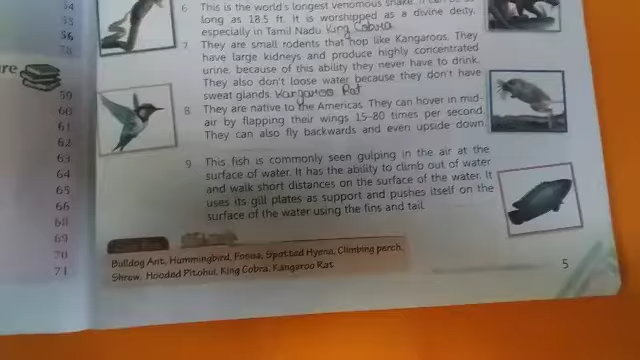 54
55
56
58
59
60
61
62
63
64
65
66
68
69
70
71
6 This is the world's longest venomous snake. It can be as
long as 18.5 ft. It is worshiped as a divine deity,
especially in Tamil Nadu King Cobra
7 They are small rodents that hop like Kangaroos. They
have large kidneys and produce highly concentrated
urine, because of this ability they never have to drink.
They also don't loose water because they don't have
sweat glands. Kangaroo Rat
8 They are native to the Americas. They can hover in mid-
air by flapping their wings 15-80 times per second.
They can also fly backwards and even upside down.
9 This fish is commonly seen gulping in the air at the
surface of water. It has the ability to climb out of water
and walk short distances on the surface of the water. It
uses its gill plates as support and pushes itself on the
surface of the water using the fins and tail.
Bulldog Ant, Hummingbird, Fossa, Spotted Hyena, Climbing perch,
Shrew, Hooded Pitohui, King Cobra, Kangaroo Rat
5